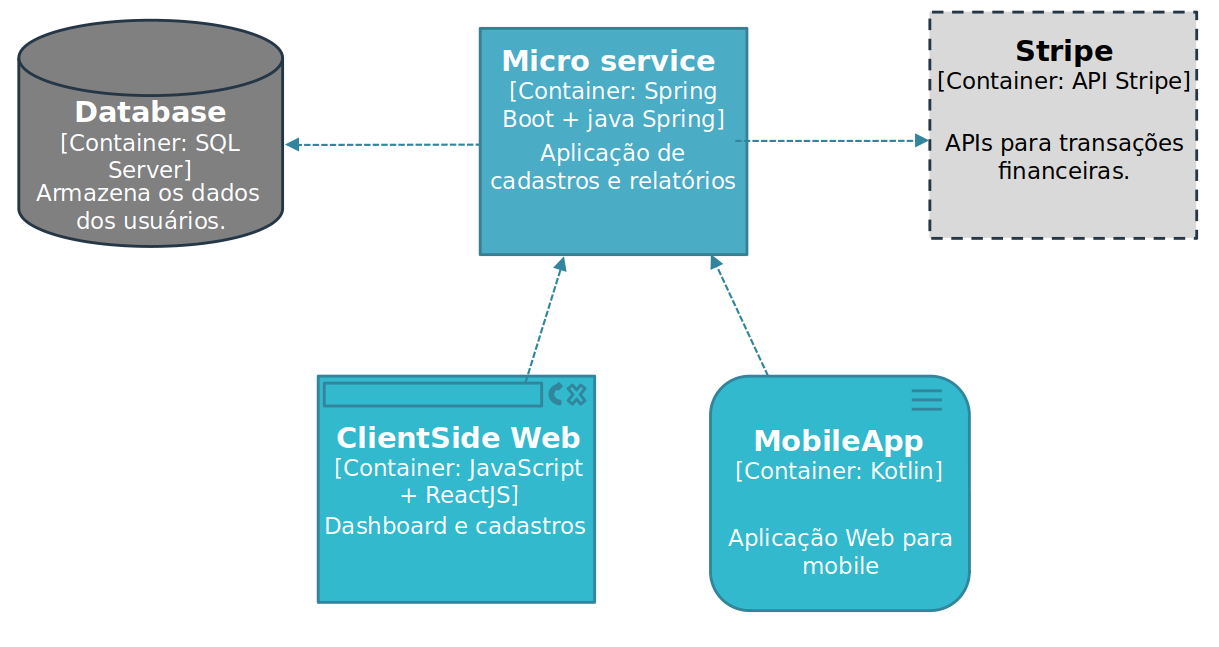 Database
[Container: SQL
Server]
Armazena os dados
dos usuários.
Micro service
[Container: Spring
Boot + java Spring]
Aplicação de
cadastros e relatórios
Stripe
[Container: API Stripe]
APIs para transações
financeiras.
ClientSide Web
[Container: JavaScript
+ ReactJS]
Dashboard e cadastros
MobileApp
[Container: Kotlin]
Aplicação Web para
mobile